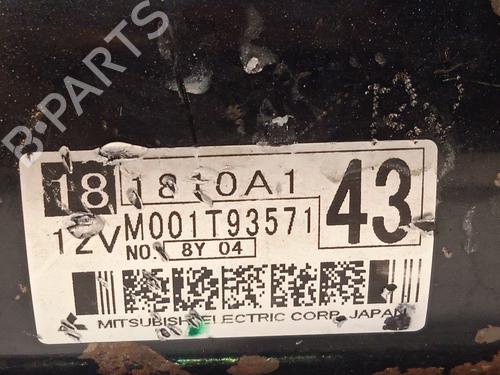 B-PARTS
18 1810A1 43
12V M001T93571
NO. 8Y 04
MITSUBISHI ELECTRIC CORP. JAPAN